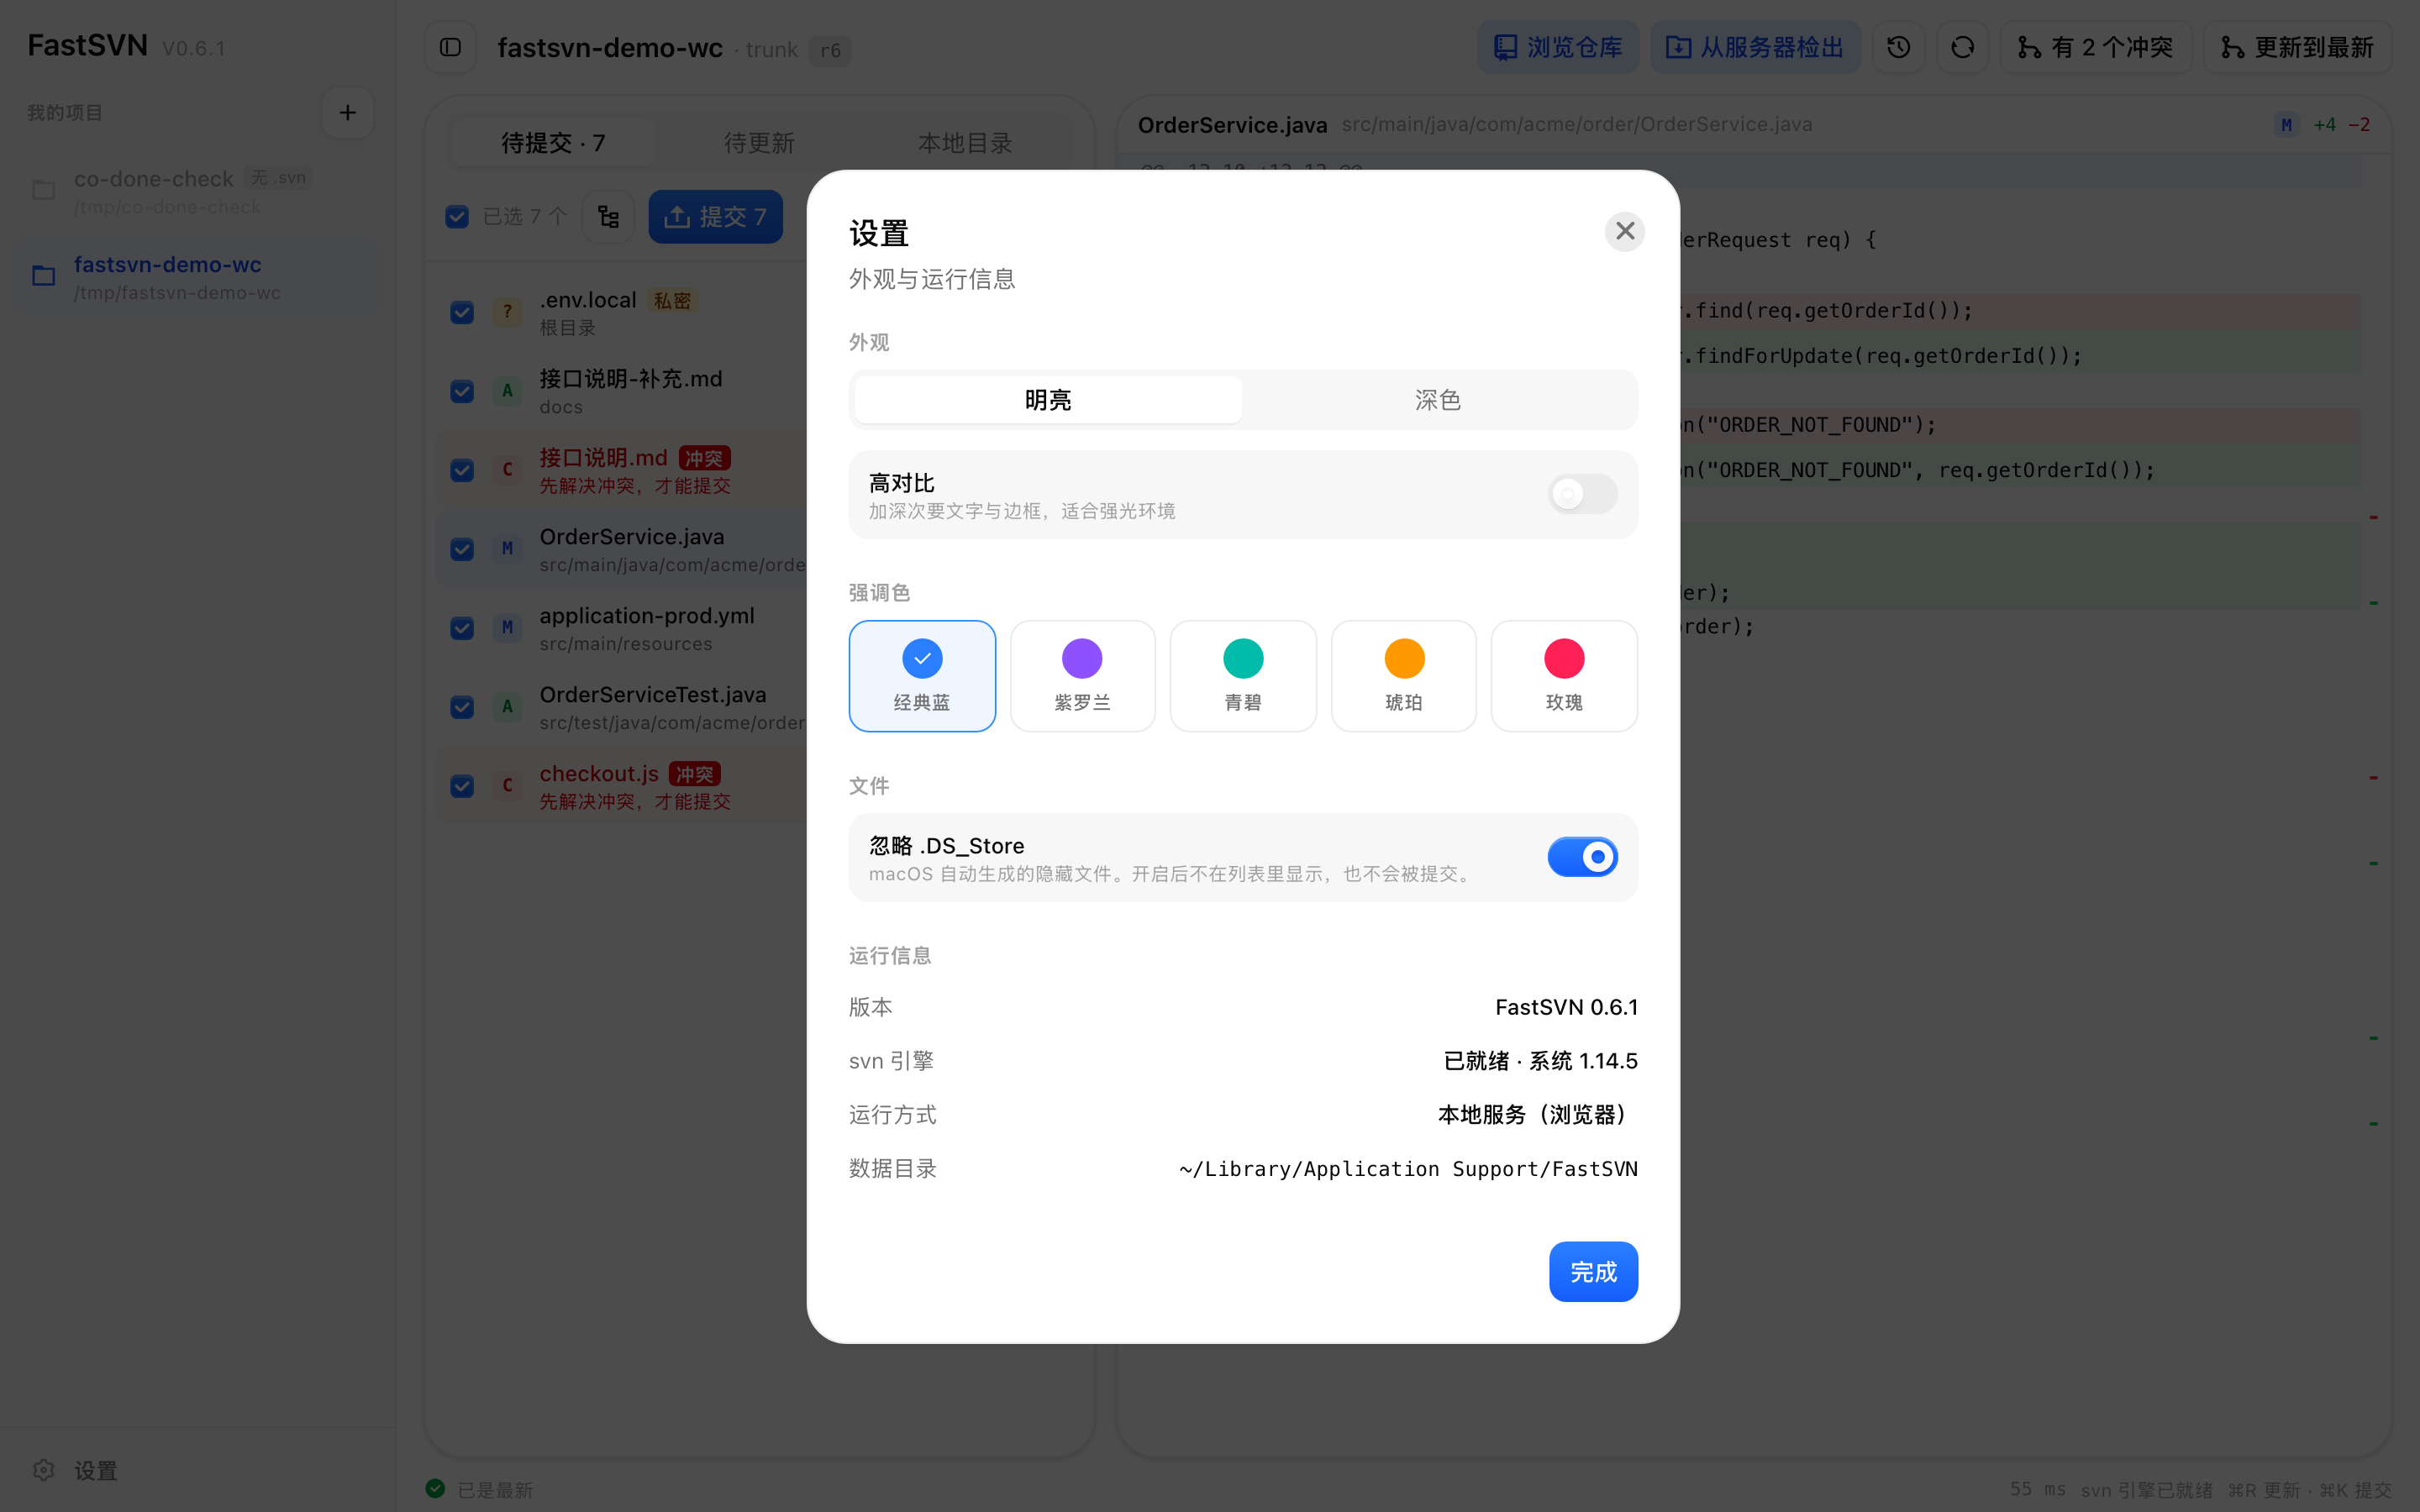 FastSVN V0.6.1
我的项目
+
co-done-check 无 .svn
/tmp/co-done-check
fastsvn-demo-wc
/tmp/fastsvn-demo-wc
设置
fastsvn-demo-wc · trunk r6
浏览仓库
从服务器检出
有 2 个冲突
更新到最新
待提交 · 7
待更新
本地目录
已选 7 个
提交 7
? .env.local 私密
根目录
A 接口说明-补充.md
docs
C 接口说明.md 冲突
先解决冲突，才能提交
M OrderService.java
src/main/java/com/acme/orde
M application-prod.yml
src/main/resources
A OrderServiceTest.java
src/test/java/com/acme/order
C checkout.js 冲突
先解决冲突，才能提交
OrderService.java src/main/java/com/acme/order/OrderService.java M +4 −2
erRequest req) {
.find(req.getOrderId());
.findForUpdate(req.getOrderId());
n("ORDER_NOT_FOUND");
n("ORDER_NOT_FOUND", req.getOrderId());
er);
order);
设置
外观与运行信息
外观
明亮
深色
高对比
加深次要文字与边框，适合强光环境
强调色
经典蓝
紫罗兰
青碧
琥珀
玫瑰
文件
忽略 .DS_Store
macOS 自动生成的隐藏文件。开启后不在列表里显示，也不会被提交。
运行信息
版本 FastSVN 0.6.1
svn 引擎 已就绪 · 系统 1.14.5
运行方式 本地服务（浏览器）
数据目录 ~/Library/Application Support/FastSVN
完成
已是最新
55 ms svn 引擎已就绪 ⌘R 更新 · ⌘K 提交